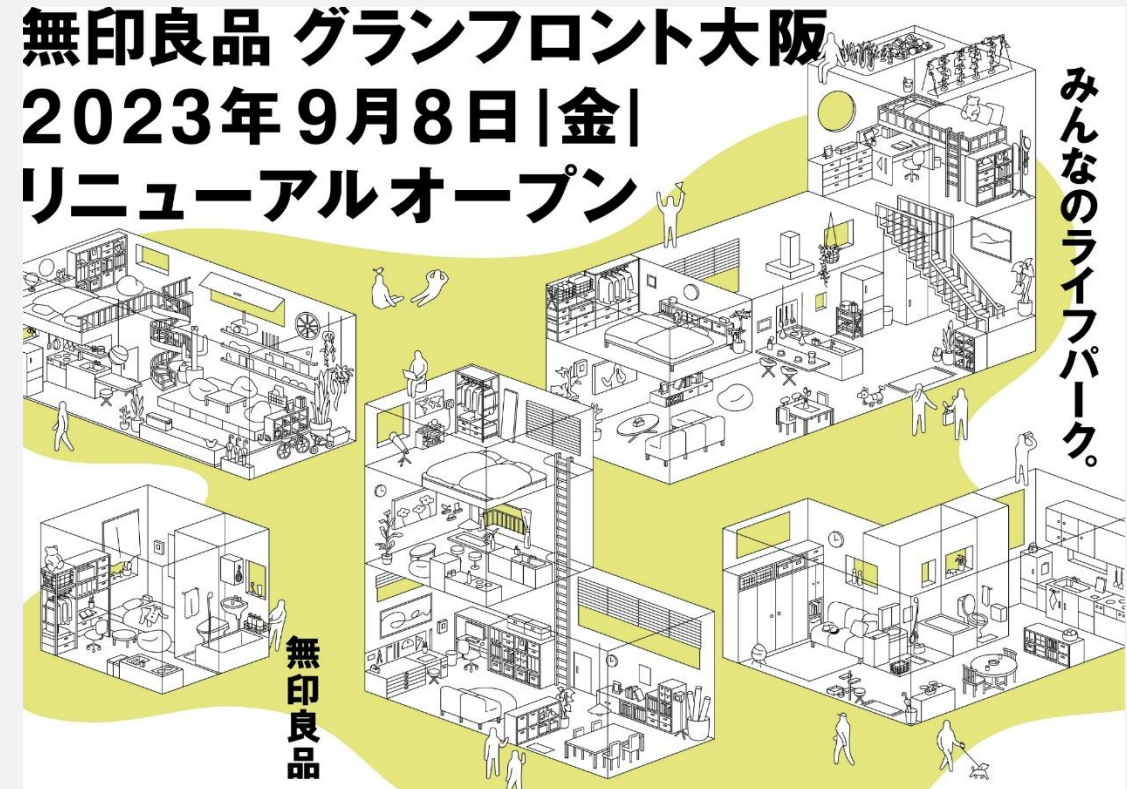 無印良品 グランフロント大阪
2023年9月8日|金|
リニューアルオープン
みんなのライフパーク。
無印良品